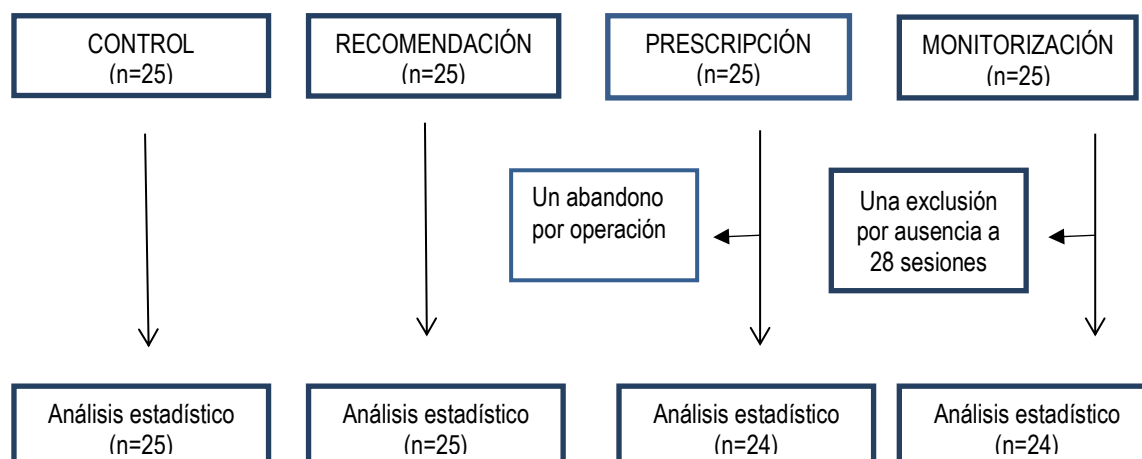 CONTROL
(n=25)
RECOMENDACIÓN
(n=25)
PRESCRIPCIÓN
(n=25)
MONITORIZACIÓN
(n=25)
Un abandono
por operación
Una exclusión
por ausencia a
28 sesiones
Análisis estadístico
(n=25)
Análisis estadístico
(n=25)
Análisis estadístico
(n=24)
Análisis estadístico
(n=24)